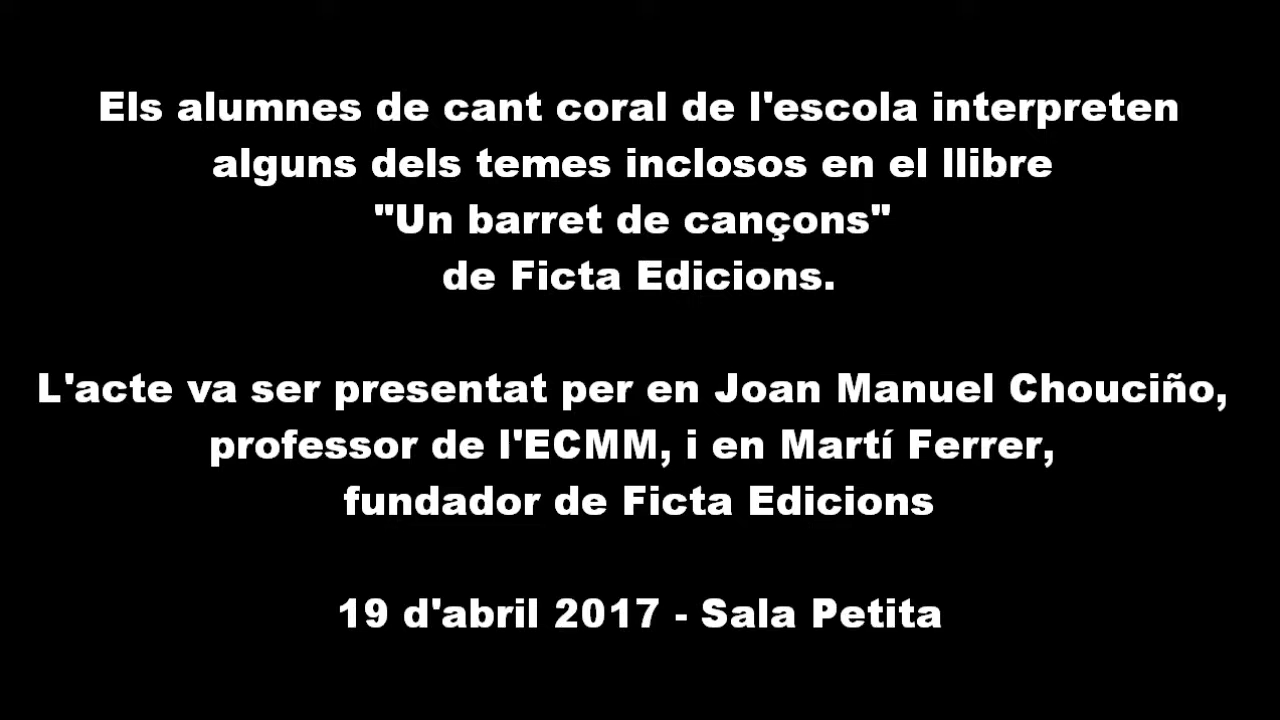 Els alumnes de cant coral de l'escola interpreten
alguns dels temes inclosos en el llibre
"Un barret de cançons"
de Ficta Edicions.
L'acte va ser presentat per en Joan Manuel Chouciño,
professor de l'ECMM, i en Martí Ferrer,
fundador de Ficta Edicions
19 d'abril 2017 - Sala Petita